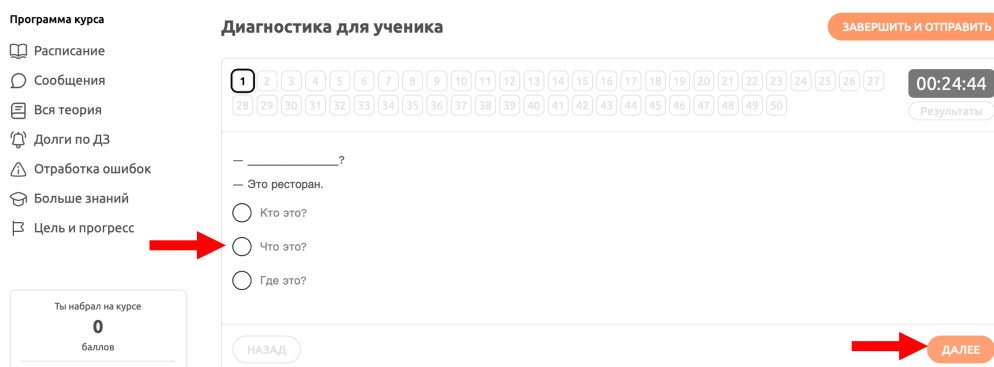 Программа курса
Расписание
Сообщения
Вся теория
Долги по ДЗ
Отработка ошибок
Больше знаний
Цель и прогресс
Ты набрал на курсе
0
баллов
Диагностика для ученика
ЗАВЕРШИТЬ И ОТПРАВИТЬ
1 2 3 4 5 6 7 8 9 10 11 12 13 14 15 16 17 18 19 20 21 22 23 24 25 26 27
28 29 30 31 32 33 34 35 36 37 38 39 40 41 42 43 44 45 46 47 48 49 50
00:24:44
Результаты
— _______________?
— Это ресторан.
Кто это?
Что это?
Где это?
НАЗАД
ДАЛЕЕ